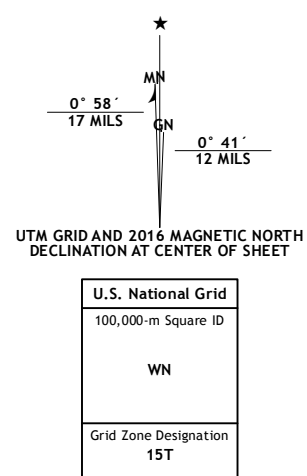 MN
0° 58´
17 MILS
GN
0° 41´
12 MILS
UTM GRID AND 2016 MAGNETIC NORTH
DECLINATION AT CENTER OF SHEET
U.S. National Grid
100,000-m Square ID
WN
Grid Zone Designation
15T